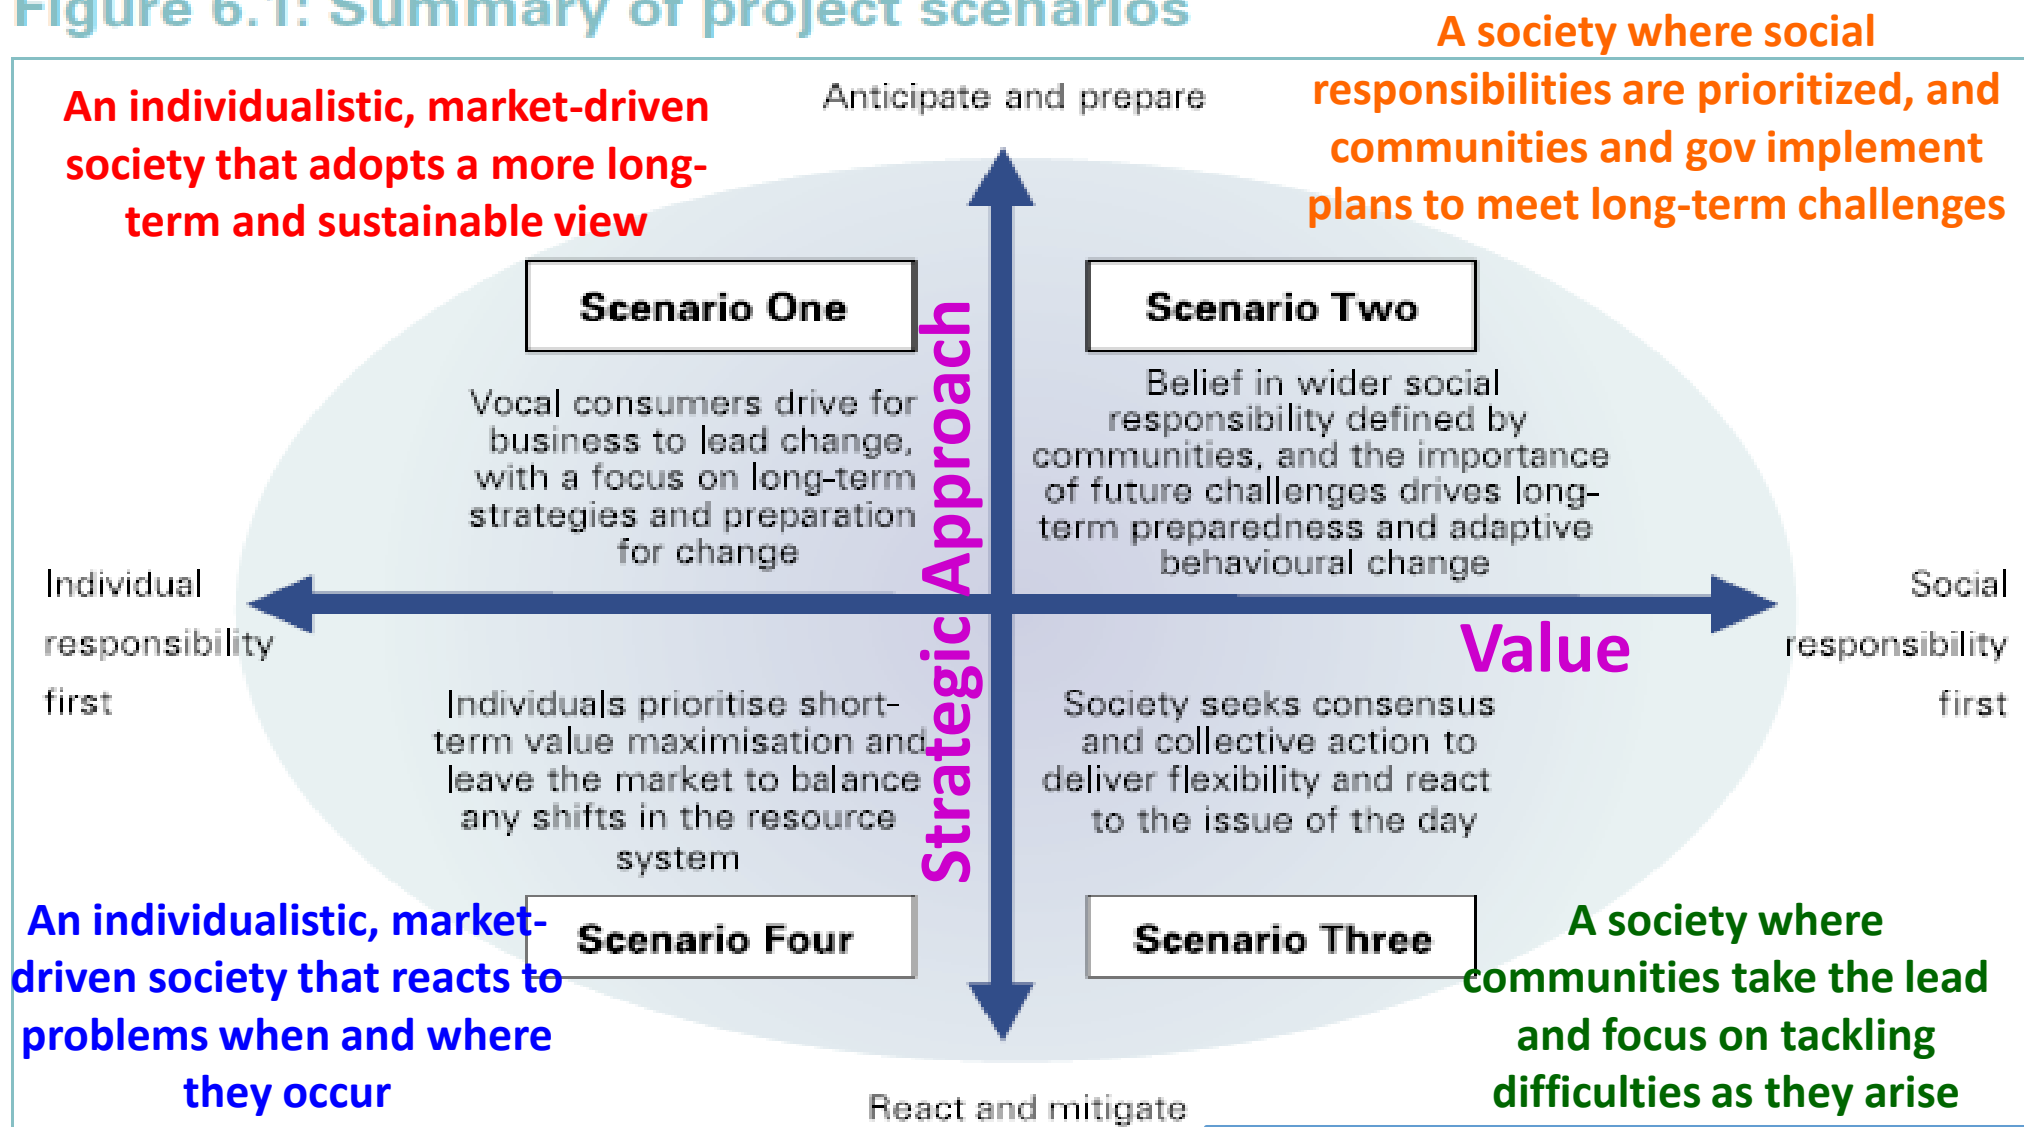 Figure 6.1: Summary of project scenarios
An individualistic, market-driven
society that adopts a more long-
term and sustainable view
Anticipate and prepare
A society where social
responsibilities are prioritized, and
communities and gov implement
plans to meet long-term challenges
Scenario One
Vocal consumers drive for
business to lead change,
with a focus on long-term
strategies and preparation
for change
Scenario Two
Belief in wider social
responsibility defined by
communities, and the importance
of future challenges drives long-
term preparedness and adaptive
behavioural change
Strategic Approach
Individual
responsibility
first
Value
Social
responsibility
first
Individuals prioritise short-
term value maximisation and
leave the market to balance
any shifts in the resource
system
Scenario Four
Society seeks consensus
and collective action to
deliver flexibility and react
to the issue of the day
Scenario Three
An individualistic, market-
driven society that reacts to
problems when and where
they occur
React and mitigate
A society where
communities take the lead
and focus on tackling
difficulties as they arise